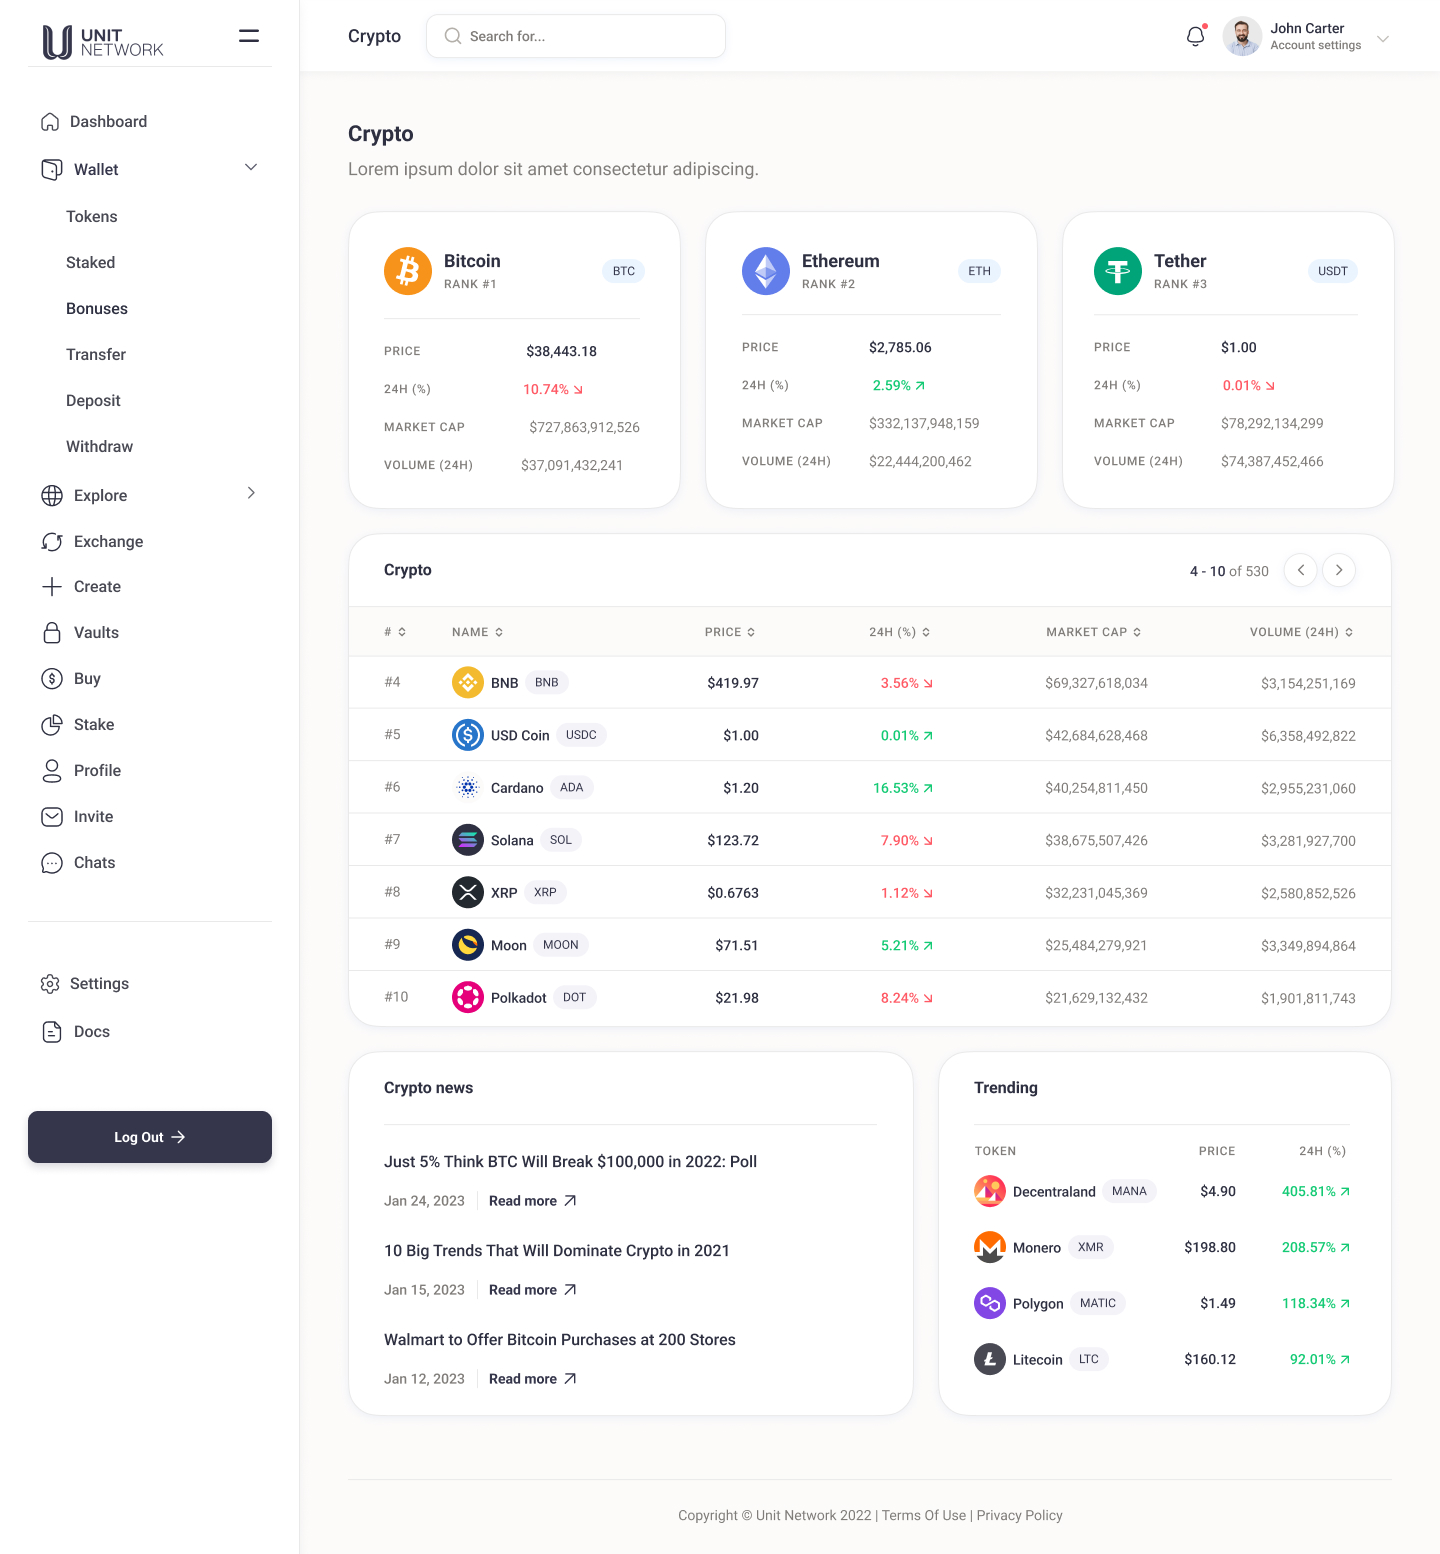 UNIT
NETWORK
Dashboard
Wallet
Tokens
Staked
Bonuses
Transfer
Deposit
Withdraw
Explore
Exchange
Create
Vaults
Buy
Stake
Profile
Invite
Chats
Settings
Docs
Log Out
Crypto
Search for...
John Carter
Account settings
Crypto
Lorem ipsum dolor sit amet consectetur adipiscing.
Bitcoin
RANK #1
BTC
PRICE $38,443.18
24H (%) 10.74%
MARKET CAP $727,863,912,526
VOLUME (24H) $37,091,432,241
Ethereum
RANK #2
ETH
PRICE $2,785.06
24H (%) 2.59%
MARKET CAP $332,137,948,159
VOLUME (24H) $22,444,200,462
Tether
RANK #3
USDT
PRICE $1.00
24H (%) 0.01%
MARKET CAP $78,292,134,299
VOLUME (24H) $74,387,452,466
Crypto 4 - 10 of 530
# NAME PRICE 24H (%) MARKET CAP VOLUME (24H)
#4 BNB BNB $419.97 3.56% $69,327,618,034 $3,154,251,169
#5 USD Coin USDC $1.00 0.01% $42,684,628,468 $6,358,492,822
#6 Cardano ADA $1.20 16.53% $40,254,811,450 $2,955,231,060
#7 Solana SOL $123.72 7.90% $38,675,507,426 $3,281,927,700
#8 XRP XRP $0.6763 1.12% $32,231,045,369 $2,580,852,526
#9 Moon MOON $71.51 5.21% $25,484,279,921 $3,349,894,864
#10 Polkadot DOT $21.98 8.24% $21,629,132,432 $1,901,811,743
Crypto news
Just 5% Think BTC Will Break $100,000 in 2022: Poll
Jan 24, 2023 Read more
10 Big Trends That Will Dominate Crypto in 2021
Jan 15, 2023 Read more
Walmart to Offer Bitcoin Purchases at 200 Stores
Jan 12, 2023 Read more
Trending
TOKEN PRICE 24H (%)
Decentraland MANA $4.90 405.81%
Monero XMR $198.80 208.57%
Polygon MATIC $1.49 118.34%
Litecoin LTC $160.12 92.01%
Copyright © Unit Network 2022 | Terms Of Use | Privacy Policy